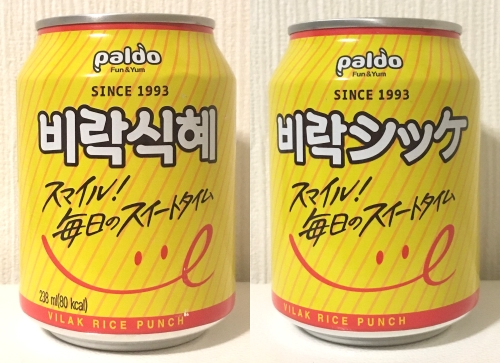 paldo
Fun & Yum
SINCE 1993
비락식혜
スマイル!
毎日のスイートタイム
238 ml(80 kcal)
VILAK RICE PUNCH
paldo
Fun & Yum
SINCE 1993
비락シッケ
スマイル!
毎日のスイートタイム
VILAK RICE PUNCH